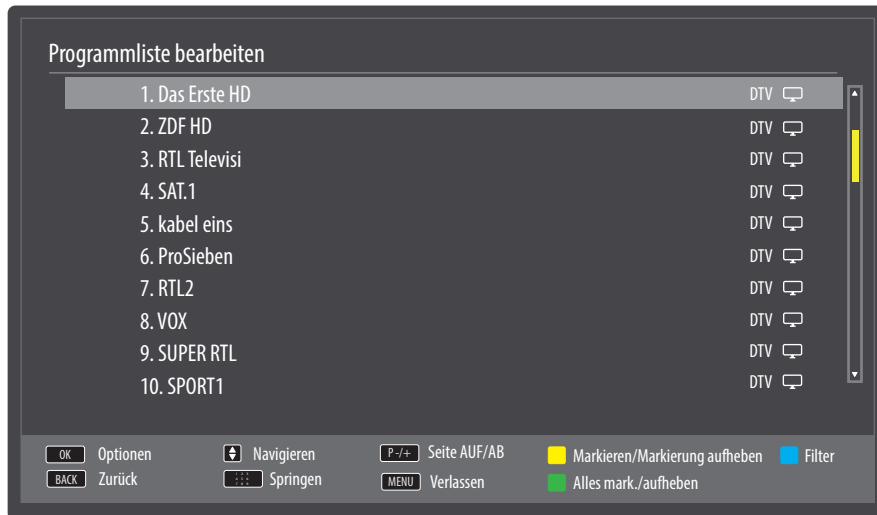 Programmliste bearbeiten
1. Das Erste HD DTV
2. ZDF HD DTV
3. RTL Televisi DTV
4. SAT.1 DTV
5. kabel eins DTV
6. ProSieben DTV
7. RTL2 DTV
8. VOX DTV
9. SUPER RTL DTV
10. SPORT1 DTV
OK Optionen Navigieren P-/+ Seite AUF/AB Markieren/Markierung aufheben Filter
BACK Zurück Springen MENU Verlassen Alles mark./aufheben